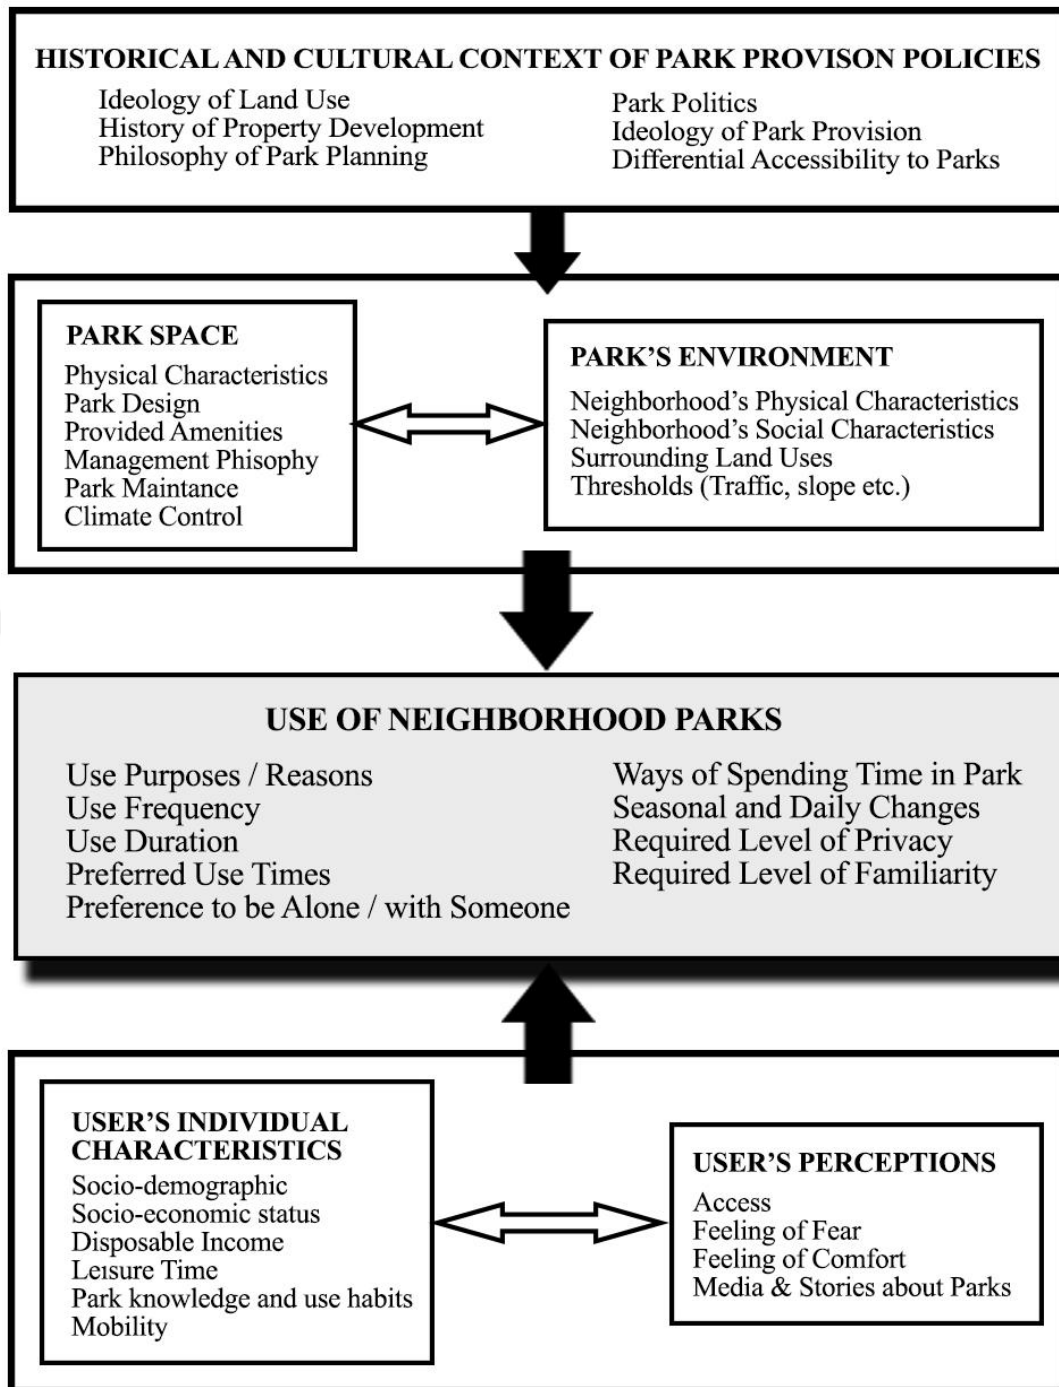 HISTORICAL AND CULTURAL CONTEXT OF PARK PROVISON POLICIES
Ideology of Land Use
History of Property Development
Philosophy of Park Planning
Park Politics
Ideology of Park Provision
Differential Accessibility to Parks
PARK SPACE
Physical Characteristics
Park Design
Provided Amenities
Management Phisophy
Park Maintance
Climate Control
PARK'S ENVIRONMENT
Neighborhood's Physical Characteristics
Neighborhood's Social Characteristics
Surrounding Land Uses
Thresholds (Traffic, slope etc.)
USE OF NEIGHBORHOOD PARKS
Use Purposes / Reasons
Use Frequency
Use Duration
Preferred Use Times
Preference to be Alone / with Someone
Ways of Spending Time in Park
Seasonal and Daily Changes
Required Level of Privacy
Required Level of Familiarity
USER'S INDIVIDUAL
CHARACTERISTICS
Socio-demographic
Socio-economic status
Disposable Income
Leisure Time
Park knowledge and use habits
Mobility
USER'S PERCEPTIONS
Access
Feeling of Fear
Feeling of Comfort
Media & Stories about Parks